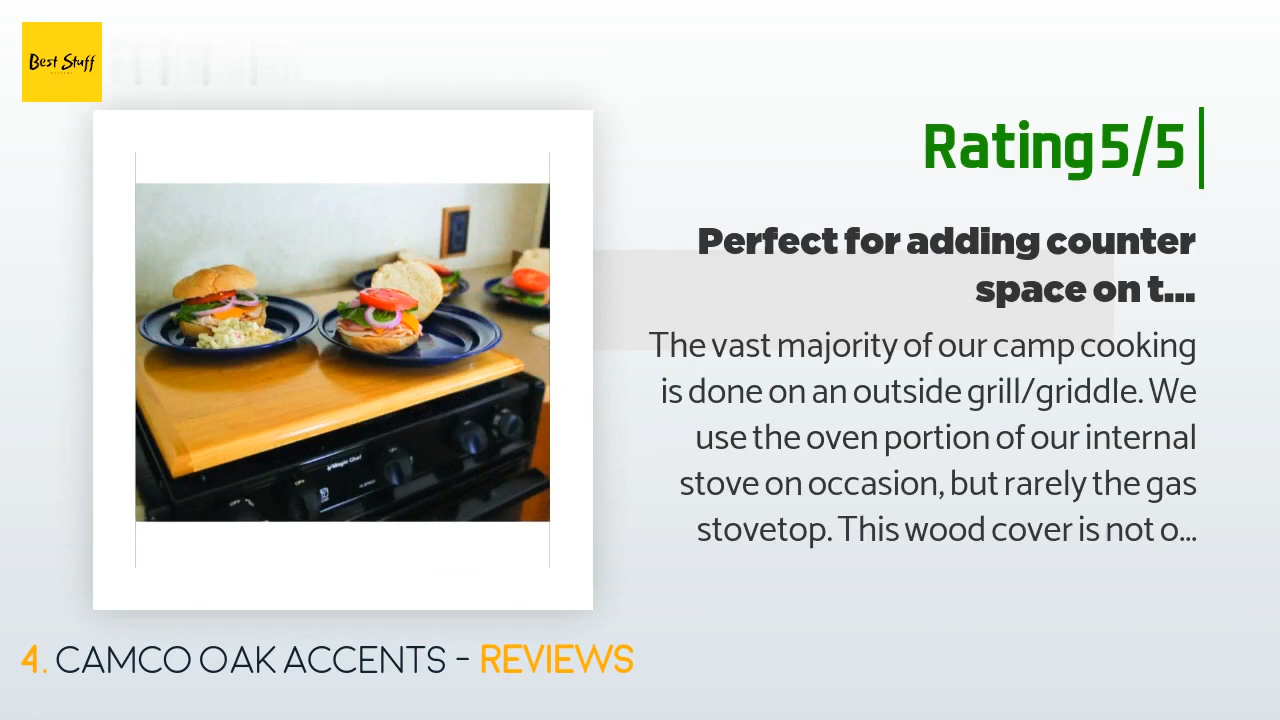 Best Stuff
Rating 5/5
Perfect for adding counter
space on t...
The vast majority of our camp cooking
is done on an outside grill/griddle. We
use the oven portion of our internal
stove on occasion, but rarely the gas
stovetop. This wood cover is not o...
Magic Chef
4. CAMCO OAK ACCENTS - REVIEWS